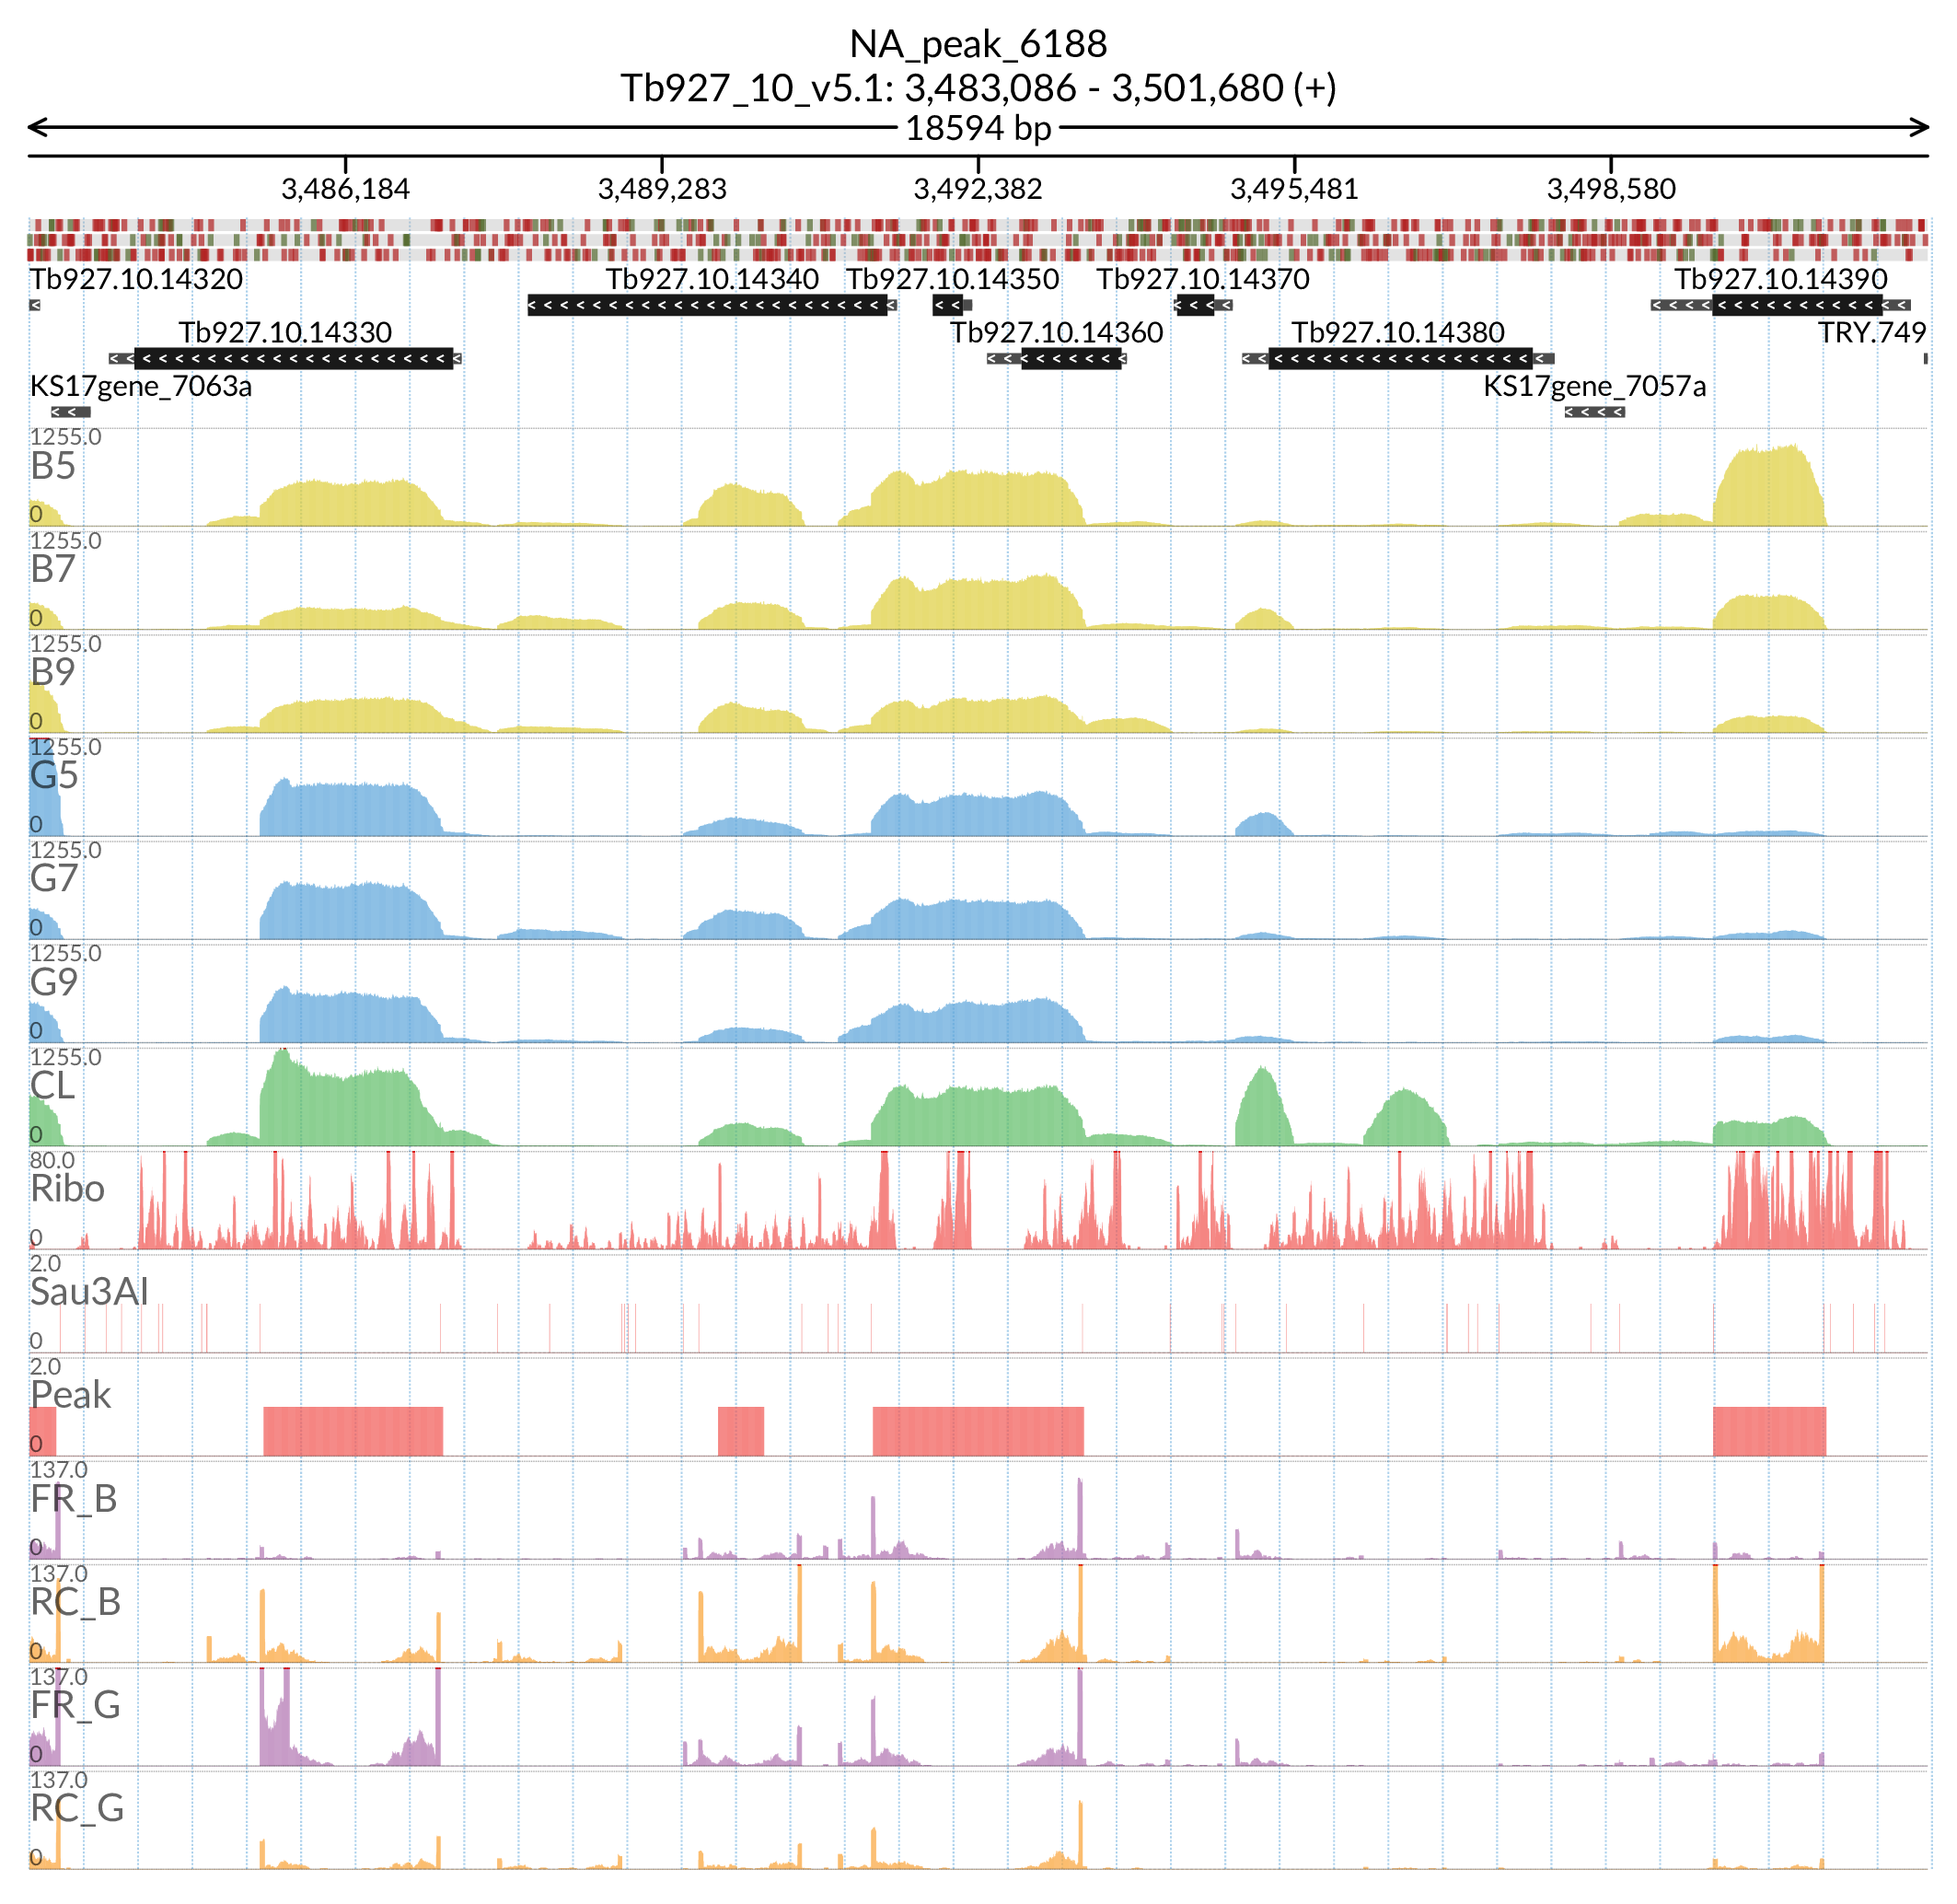 NA_peak_6188
Tb927_10_v5.1: 3,483,086 - 3,501,680 (+)
18594 bp
3,486,184 3,489,283 3,492,382 3,495,481 3,498,580
Tb927.10.14320 Tb927.10.14340 Tb927.10.14350 Tb927.10.14370 Tb927.10.14390
Tb927.10.14330 Tb927.10.14360 Tb927.10.14380 TRY.749
KS17gene_7063a KS17gene_7057a
1255.0
B5
0
1255.0
B7
0
1255.0
B9
0
1255.0
G5
0
1255.0
G7
0
1255.0
G9
0
1255.0
CL
0
80.0
Ribo
0
2.0
Sau3AI
0
2.0
Peak
0
137.0
FR_B
0
137.0
RC_B
0
137.0
FR_G
0
137.0
RC_G
0